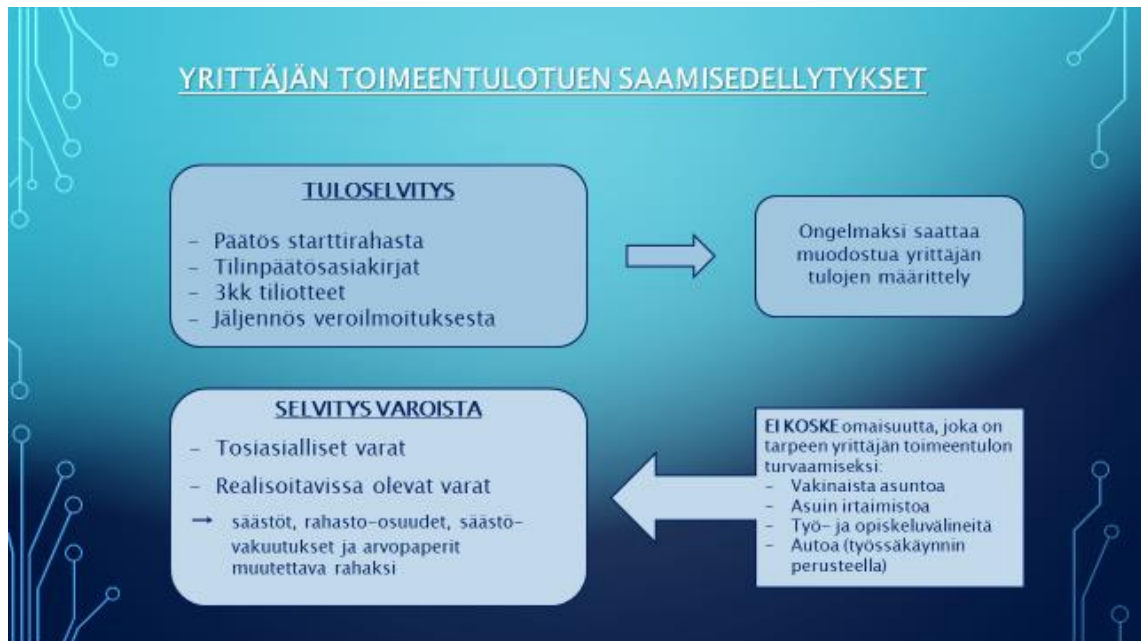 YRITTÄJÄN TOIMEENTULOTUEN SAAMISEDELLYTYKSET
TULOSELVITYS
– Päätös starttirahasta
– Tilinpäätösasiakirjat
– 3kk tiliotteet
– Jäljennös veroilmoituksesta
Ongelmaksi saattaa
muodostua yrittäjän
tulojen määrittely
SELVITYS VAROISTA
– Tosiasialliset varat
– Realisoitavissa olevat varat
→ säästöt, rahasto-osuudet, säästö-
vakuutukset ja arvopaperit
muutettava rahaksi
EI KOSKE omaisuutta, joka on
tarpeen yrittäjän toimeentulon
turvaamiseksi:
– Vakinaista asuntoa
– Asuin irtaimistoa
– Työ- ja opiskeluvälineitä
– Autoa (työssäkäynnin
perusteella)